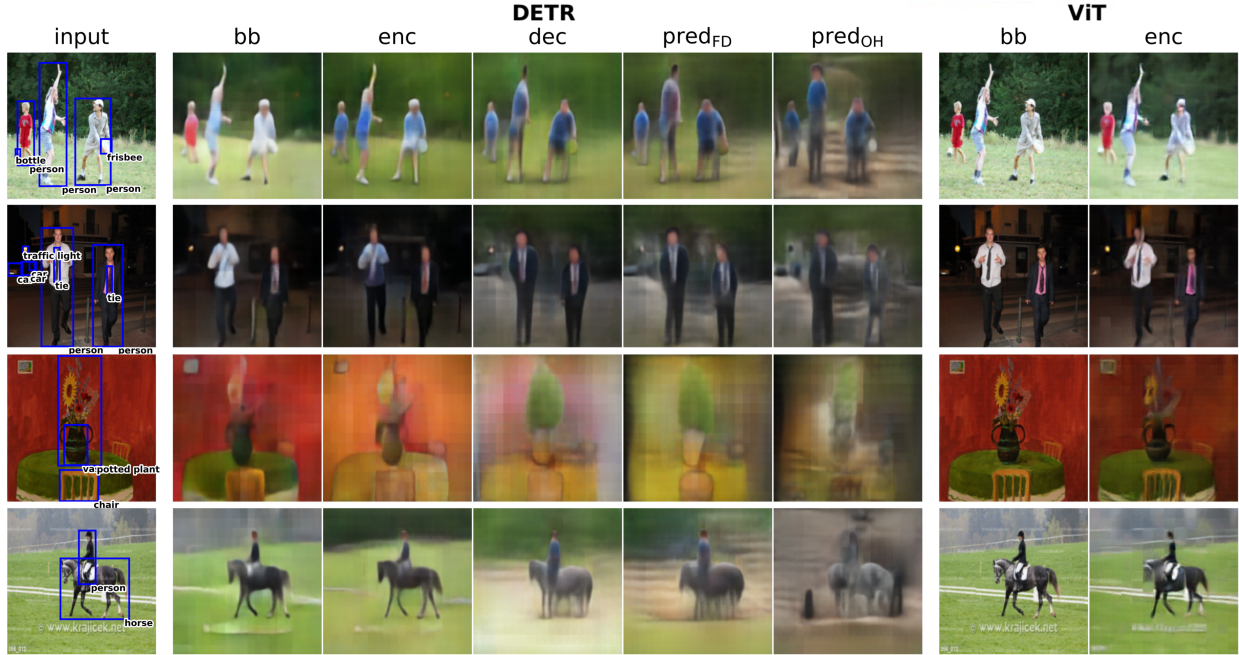 DETR
ViT
input
bb
enc
dec
pred_FD
pred_OH
bb
enc
bottle
person
frisbee
person
person
traffic light
car
car
tie
tie
person
person
va
potted plant
chair
person
horse
© www.krajicek.net
© www.krajicek.net